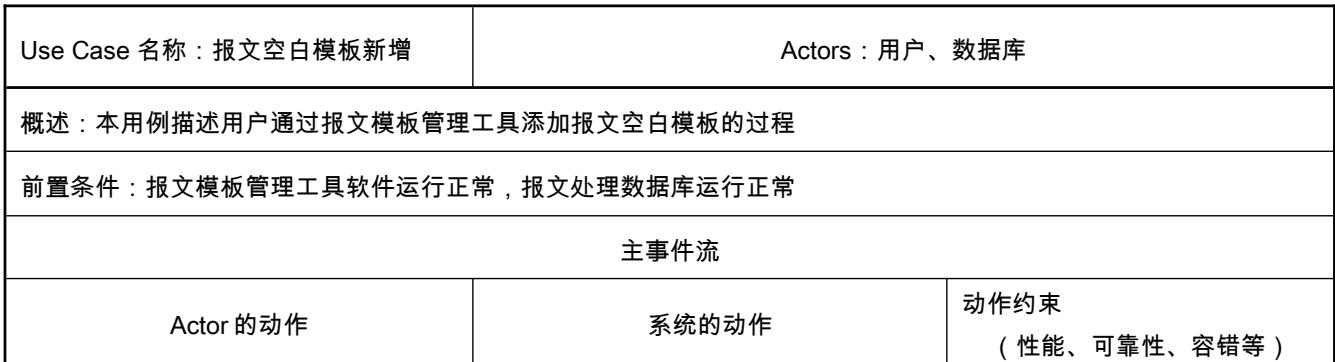 Use Case 名称：报文空白模板新增
Actors：用户、数据库
概述：本用例描述用户通过报文模板管理工具添加报文空白模板的过程
前置条件：报文模板管理工具软件运行正常，报文处理数据库运行正常
主事件流
Actor 的动作
系统的动作
动作约束
（性能、可靠性、容错等）